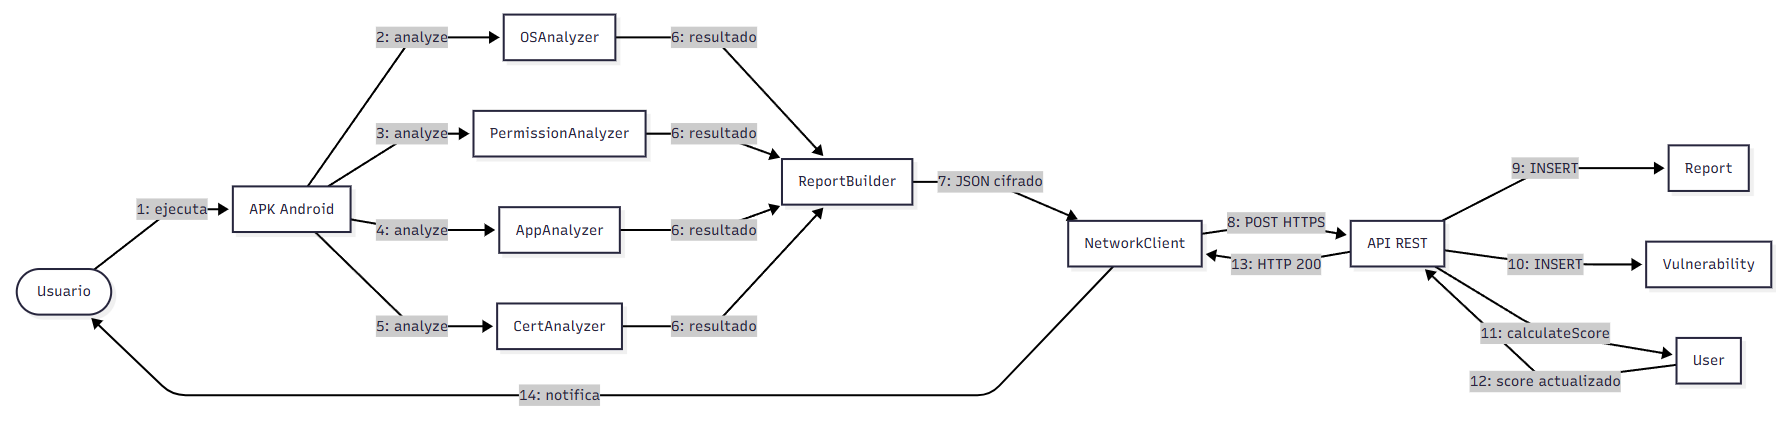 2: analyze
OSAnalyzer
6: resultado
3: analyze
PermissionAnalyzer
6: resultado
9: INSERT
Report
ReportBuilder
7: JSON cifrado
1: ejecuta
APK Android
4: analyze
AppAnalyzer
6: resultado
8: POST HTTPS
NetworkClient
API REST
13: HTTP 200
10: INSERT
Vulnerability
Usuario
5: analyze
CertAnalyzer
6: resultado
11: calculateScore
User
12: score actualizado
14: notifica